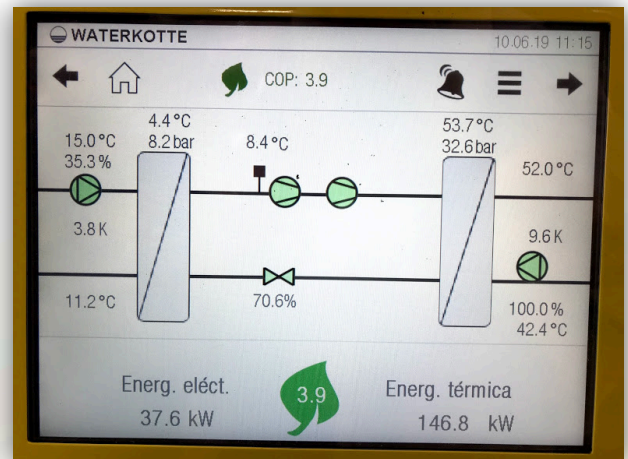 WATERKOTTE
10.06.19 11:15
COP: 3.9
4.4°C
8.2 bar
15.0°C
35.3%
8.4°C
53.7°C
32.6 bar
52.0°C
3.8K
9.6K
11.2°C
70.6%
100.0%
42.4°C
Energ. eléct.
37.6 kW
3.9
Energ. térmica
146.8 kW